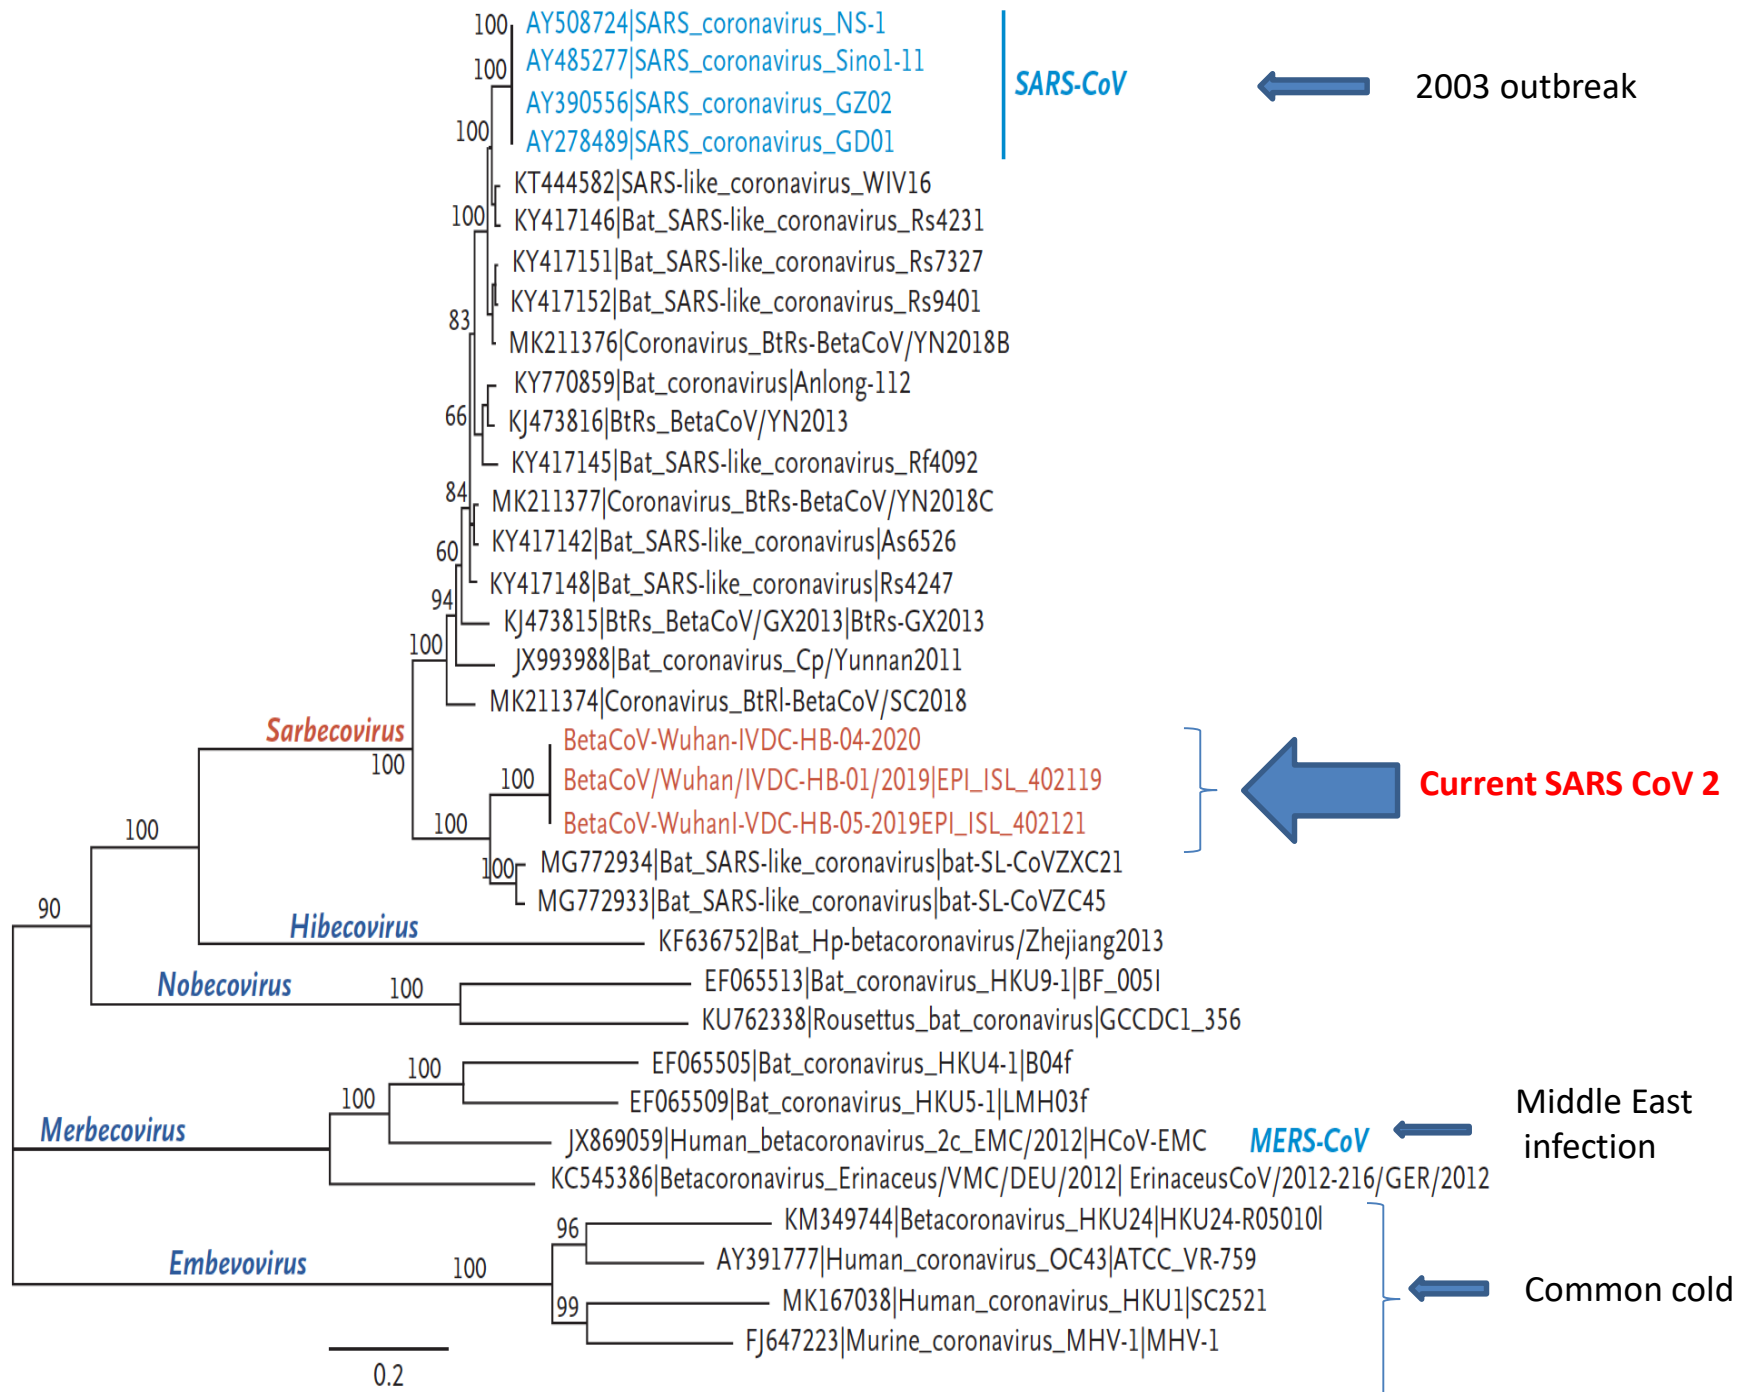 100
AY508724|SARS_coronavirus_NS-1
100
AY485277|SARS_coronavirus_Sino1-11
SARS-CoV
2003 outbreak
AY390556|SARS_coronavirus_GZ02
100
AY278489|SARS_coronavirus_GD01
KT444582|SARS-like_coronavirus_WIV16
100
KY417146|Bat_SARS-like_coronavirus_Rs4231
KY417151|Bat_SARS-like_coronavirus_Rs7327
KY417152|Bat_SARS-like_coronavirus_Rs9401
83
MK211376|Coronavirus_BtRs-BetaCoV/YN2018B
KY770859|Bat_coronavirus|Anlong-112
66
KJ473816|BtRs_BetaCoV/YN2013
KY417145|Bat_SARS-like_coronavirus_Rf4092
84
MK211377|Coronavirus_BtRs-BetaCoV/YN2018C
60
KY417142|Bat_SARS-like_coronavirus|As6526
KY417148|Bat_SARS-like_coronavirus|Rs4247
94
KJ473815|BtRs_BetaCoV/GX2013|BtRs-GX2013
100
JX993988|Bat_coronavirus_Cp/Yunnan2011
MK211374|Coronavirus_BtRl-BetaCoV/SC2018
Sarbecovirus
100
BetaCoV-Wuhan-IVDC-HB-04-2020
100
BetaCoV/Wuhan/IVDC-HB-01/2019|EPI_ISL_402119
Current SARS CoV 2
100
100
BetaCoV-WuhanI-VDC-HB-05-2019EPI_ISL_402121
100
MG772934|Bat_SARS-like_coronavirus|bat-SL-CoVZXC21
MG772933|Bat_SARS-like_coronavirus|bat-SL-CoVZC45
90
Hibecovirus
KF636752|Bat_Hp-betacoronavirus/Zhejiang2013
Nobecovirus
100
EF065513|Bat_coronavirus_HKU9-1|BF_005I
KU762338|Rousettus_bat_coronavirus|GCCDC1_356
100
EF065505|Bat_coronavirus_HKU4-1|B04f
100
EF065509|Bat_coronavirus_HKU5-1|LMH03f
Merbecovirus
JX869059|Human_betacoronavirus_2c_EMC/2012|HCoV-EMC
MERS-CoV
Middle East
infection
KC545386|Betacoronavirus_Erinaceus/VMC/DEU/2012| ErinaceusCoV/2012-216/GER/2012
96
KM349744|Betacoronavirus_HKU24|HKU24-R05010l
Embevovirus
100
AY391777|Human_coronavirus_OC43|ATCC_VR-759
Common cold
99
MK167038|Human_coronavirus_HKU1|SC2521
FJ647223|Murine_coronavirus_MHV-1|MHV-1
0.2